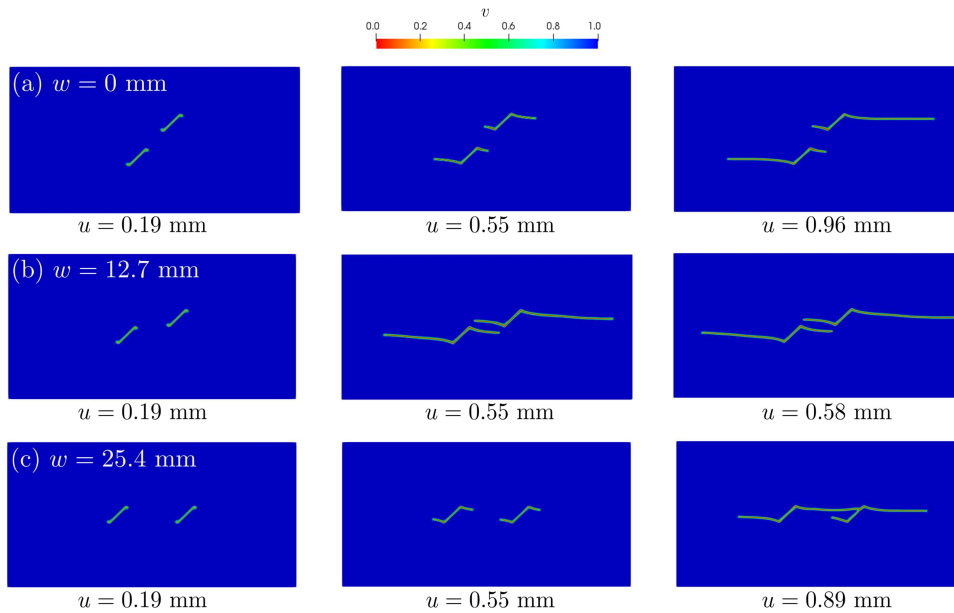 v
0.0 0.2 0.4 0.6 0.8 1.0
(a) w = 0 mm
u = 0.19 mm u = 0.55 mm u = 0.96 mm
(b) w = 12.7 mm
u = 0.19 mm u = 0.55 mm u = 0.58 mm
(c) w = 25.4 mm
u = 0.19 mm u = 0.55 mm u = 0.89 mm